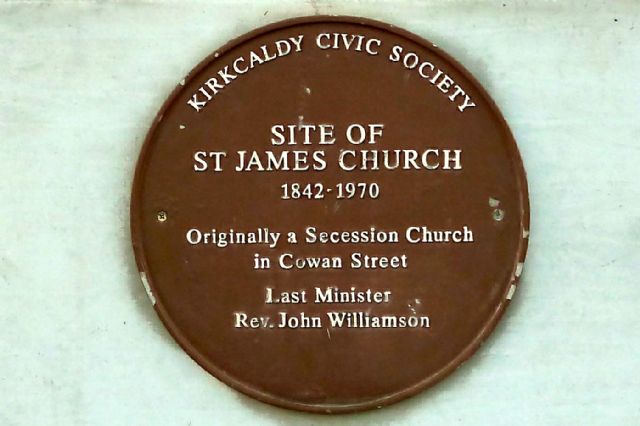 KIRKCALDY CIVIC SOCIETY
SITE OF
ST JAMES CHURCH
1842-1970
Originally a Secession Church
in Cowan Street
Last Minister
Rev. John Williamson